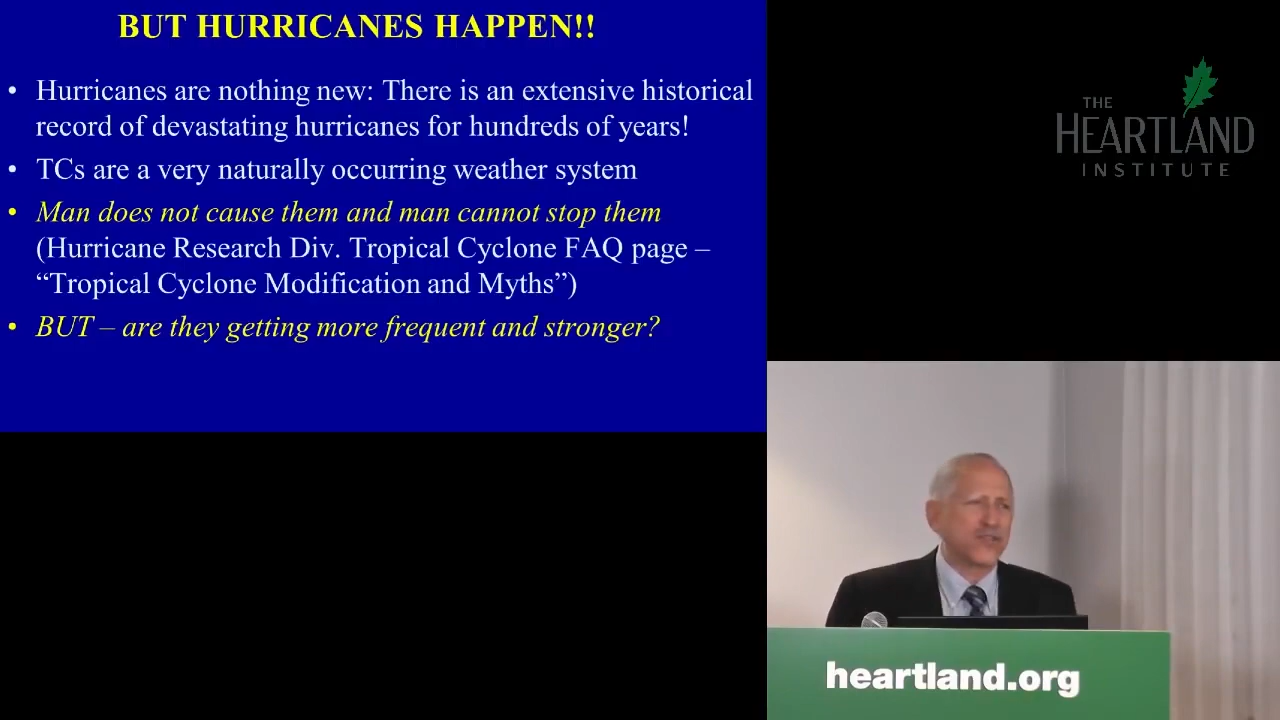 BUT HURRICANES HAPPEN!!
• Hurricanes are nothing new: There is an extensive historical
record of devastating hurricanes for hundreds of years!
• TCs are a very naturally occurring weather system
• Man does not cause them and man cannot stop them
(Hurricane Research Div. Tropical Cyclone FAQ page –
“Tropical Cyclone Modification and Myths”)
• BUT – are they getting more frequent and stronger?
THE
HEARTLAND
INSTITUTE
heartland.org